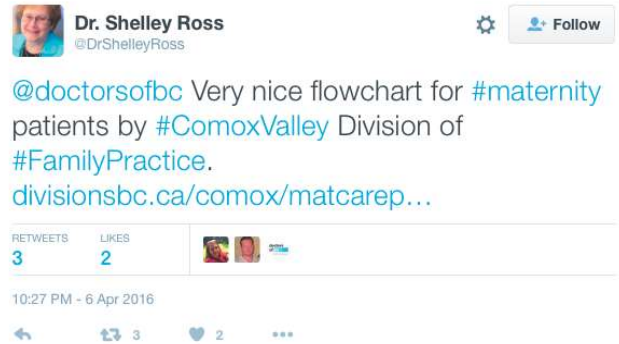 Dr. Shelley Ross
@DrShelleyRoss
Follow
@doctorsofbc Very nice flowchart for #maternity
patients by #ComoxValley Division of
#FamilyPractice.
divisionsbc.ca/comox/matcarep…
RETWEETS LIKES
3 2
10:27 PM - 6 Apr 2016
3 2